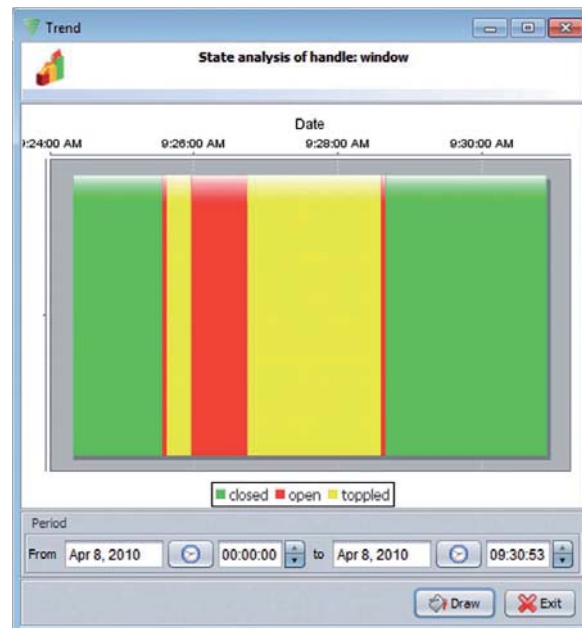 Trend
State analysis of handle: window
Date
9:24:00 AM 9:26:00 AM 9:28:00 AM 9:30:00 AM
closed open toppled
Period
From Apr 8, 2010 00:00:00 to Apr 8, 2010 09:30:53
Draw Exit